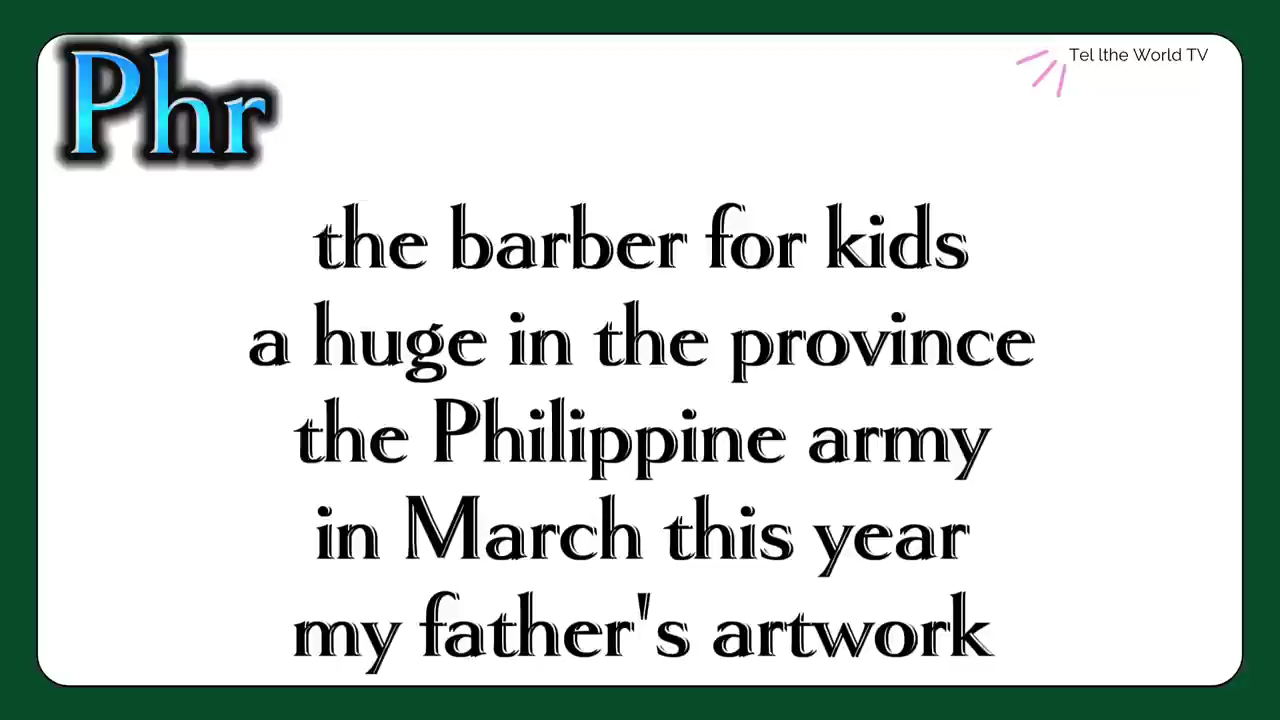 Phr
Tel lthe World TV
the barber for kids
a huge in the province
the Philippine army
in March this year
my father's artwork